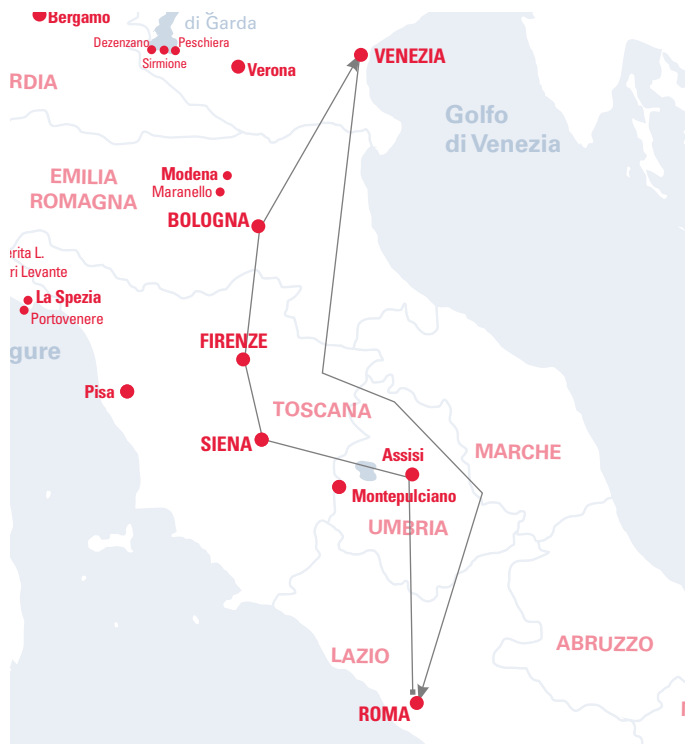 di Garda
Bergamo
Dezenzano
Peschiera
Sirmione
Verona
VENEZIA
RDIA
Golfo
di Venezia
EMILIA
ROMAGNA
Modena
Maranello
BOLOGNA
rita L.
ri Levante
La Spezia
Portovenere
gure
FIRENZE
Pisa
TOSCANA
SIENA
Assisi
MARCHE
Montepulciano
UMBRIA
LAZIO
ABRUZZO
ROMA